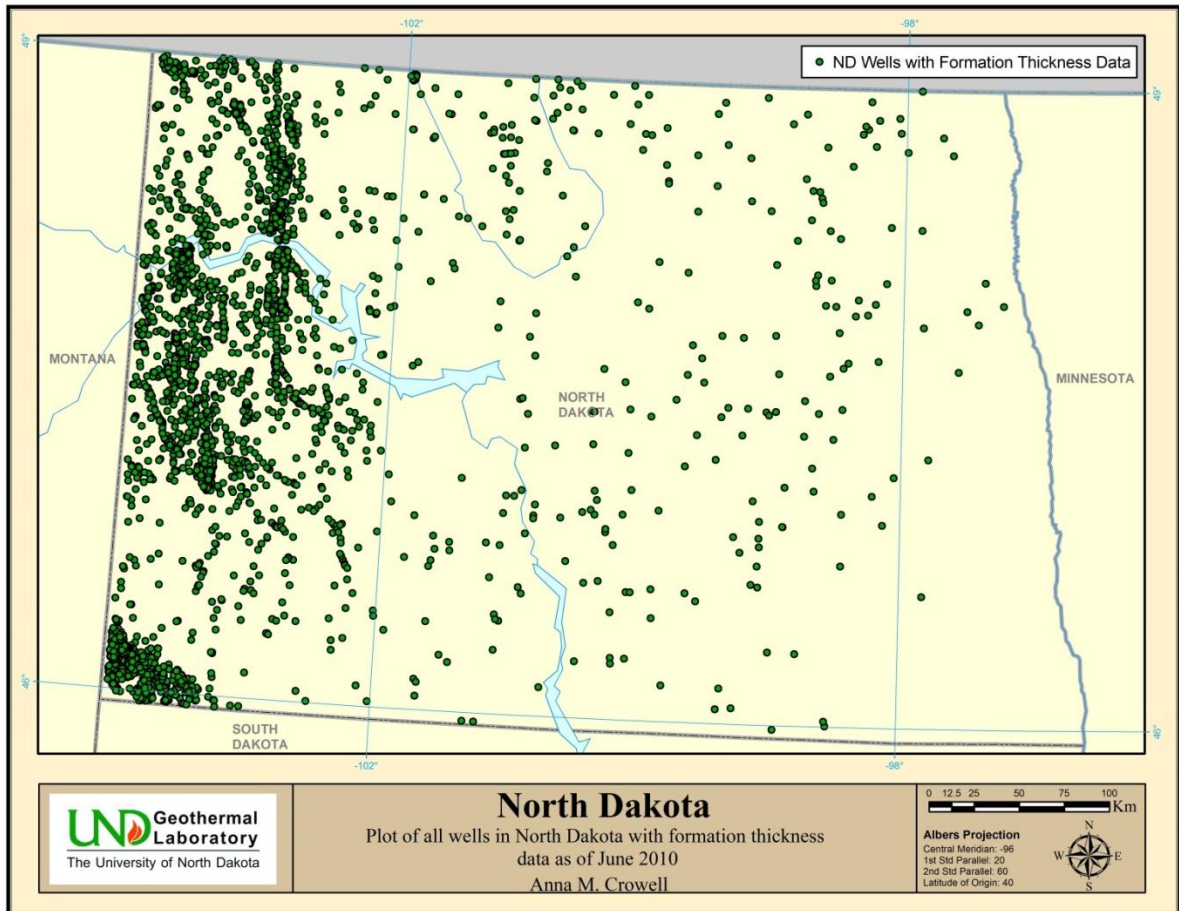 -102°
-98°
49°
ND Wells with Formation Thickness Data
49°
MONTANA
MINNESOTA
NORTH
DAKOTA
46°
46°
SOUTH
DAKOTA
-102°
-98°
UND Geothermal
Laboratory
The University of North Dakota
North Dakota
Plot of all wells in North Dakota with formation thickness
data as of June 2010
Anna M. Crowell
0 12.5 25 50 75 100
Km
Albers Projection
Central Meridian: -96
1st Std Parallel: 20
2nd Std Parallel: 60
Latitude of Origin: 40
N
W E
S